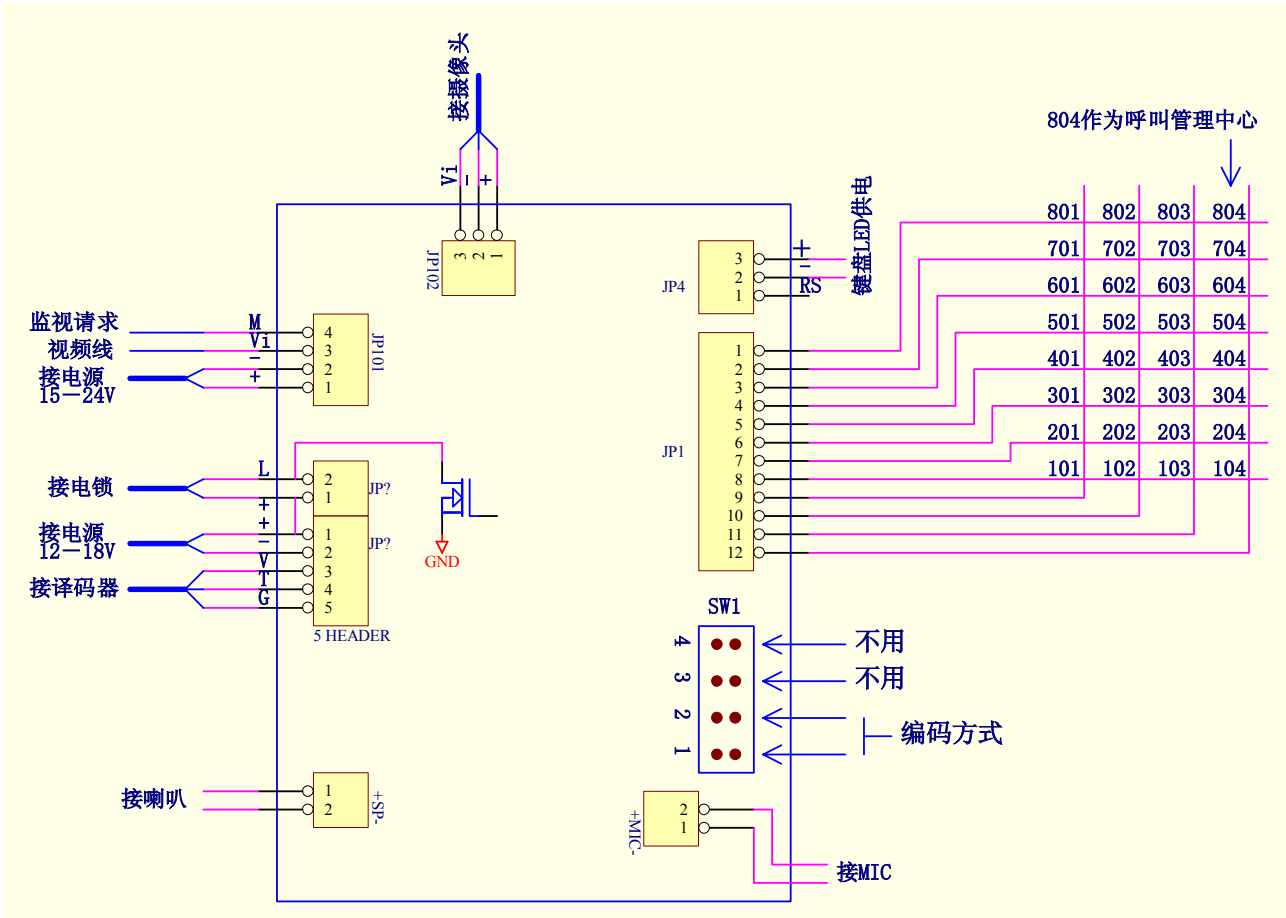 接摄像头
804作为呼叫管理中心
Vi
-
+
键盘LED供电
801 802 803 804
701 702 703 704
601 602 603 604
501 502 503 504
401 402 403 404
301 302 303 304
201 202 203 204
101 102 103 104
JP102
3
2
1
JP4
3
2
1
+
-
RS
监视请求
视频线
接电源
15－24V
M
Vi
-
+
4
3
2
1
JP101
JP1
1
2
3
4
5
6
7
8
9
10
11
12
接电锁
L
+
2
1
JP?
接电源
12－18V
+
-
接译码器
V
T
G
1
2
3
4
5
JP?
5 HEADER
GND
SW1
4
3
2
1
不用
不用
编码方式
接喇叭
1
2
+SP-
+MIC-
2
1
接MIC